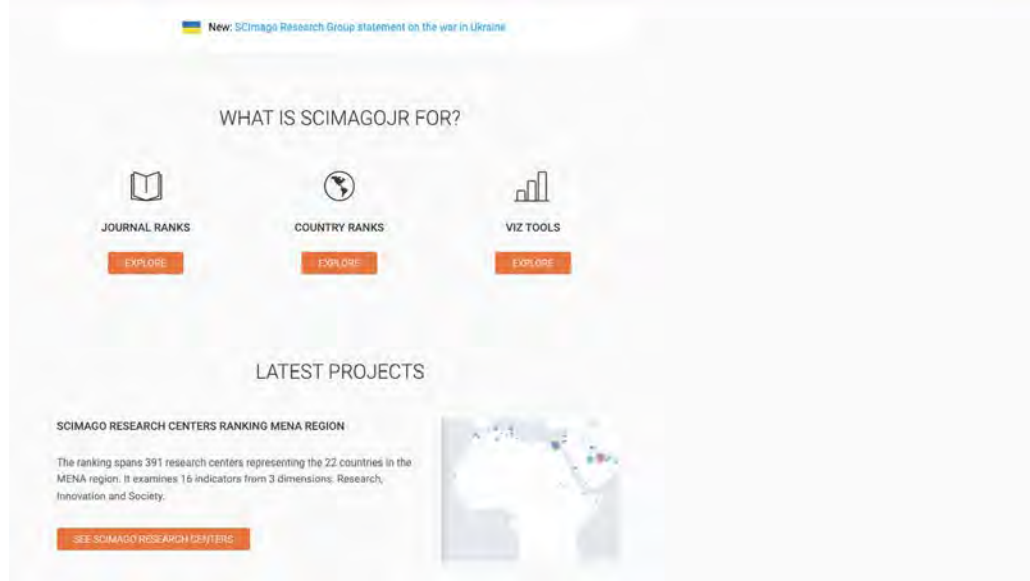 New: SCImago Research Group statement on the war in Ukraine
WHAT IS SCIMAGOJR FOR?
JOURNAL RANKS
COUNTRY RANKS
VIZ TOOLS
EXPLORE
EXPLORE
EXPLORE
LATEST PROJECTS
SCIMAGO RESEARCH CENTERS RANKING MENA REGION
The ranking spans 391 research centers representing the 22 countries in the
MENA region. It examines 16 indicators from 3 dimensions: Research,
Innovation and Society.
SEE SCIMAGO RESEARCH CENTERS